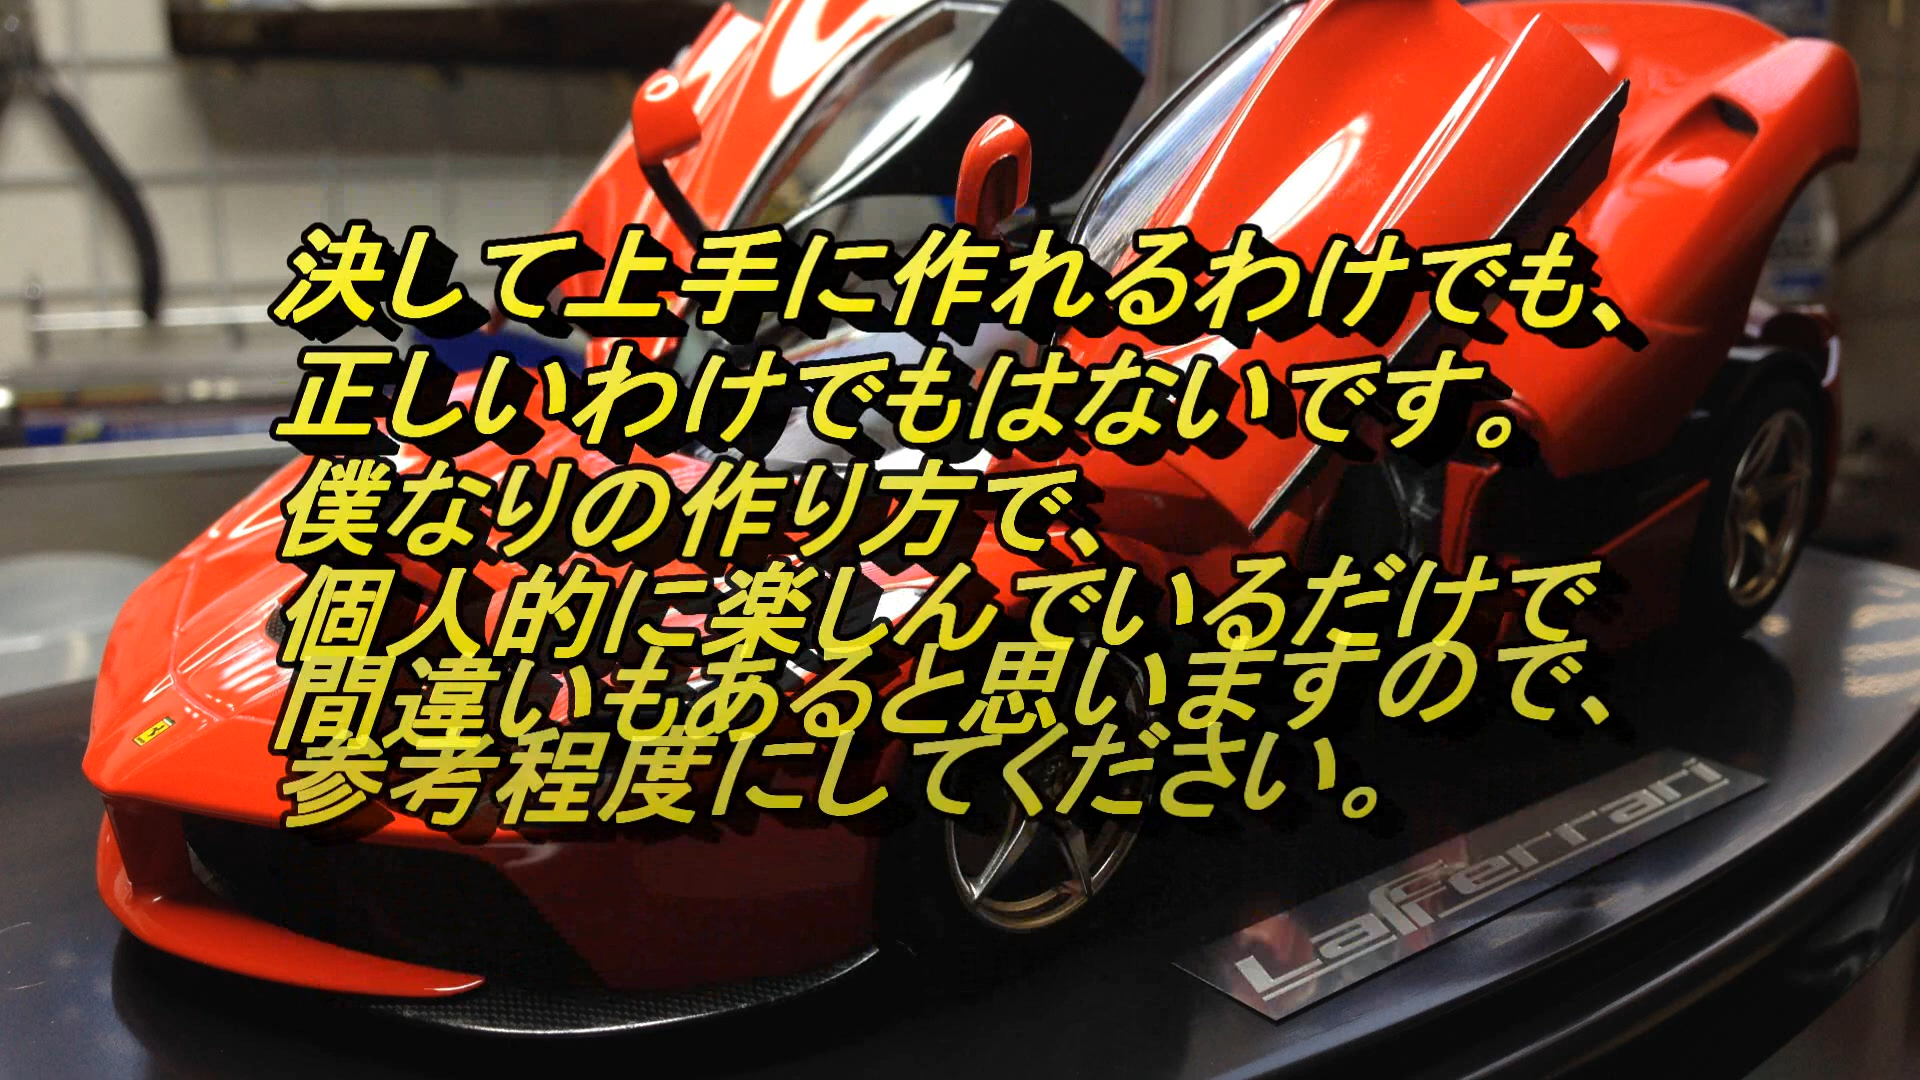 決して上手に作れるわけでも、
正しいわけでもはないです。
僕なりの作り方で、
個人的に楽しんでいるだけで
間違いもあると思いますので、
参考程度にしてください。
LaFerrari